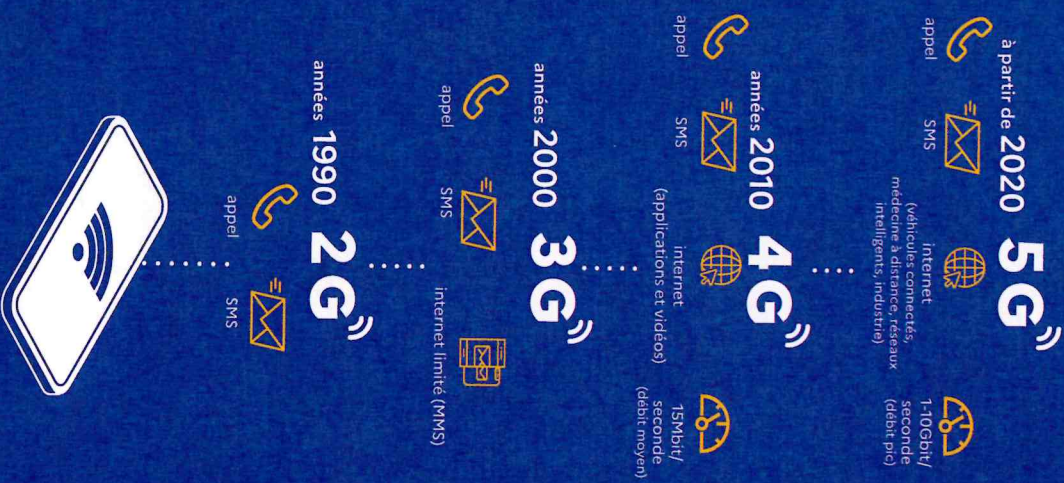 à partir de 2020 5G
appel
SMS
internet
(véhicules connectés,
médecine à distance, réseaux
intelligents, industrie)
1-10Gbit/
seconde
(débit pic)
années 2010 4G
appel
SMS
internet
(applications et vidéos)
15Mbit/
seconde
(débit moyen)
années 2000 3G
appel
SMS
internet limité (MMS)
années 1990 2G
appel
SMS